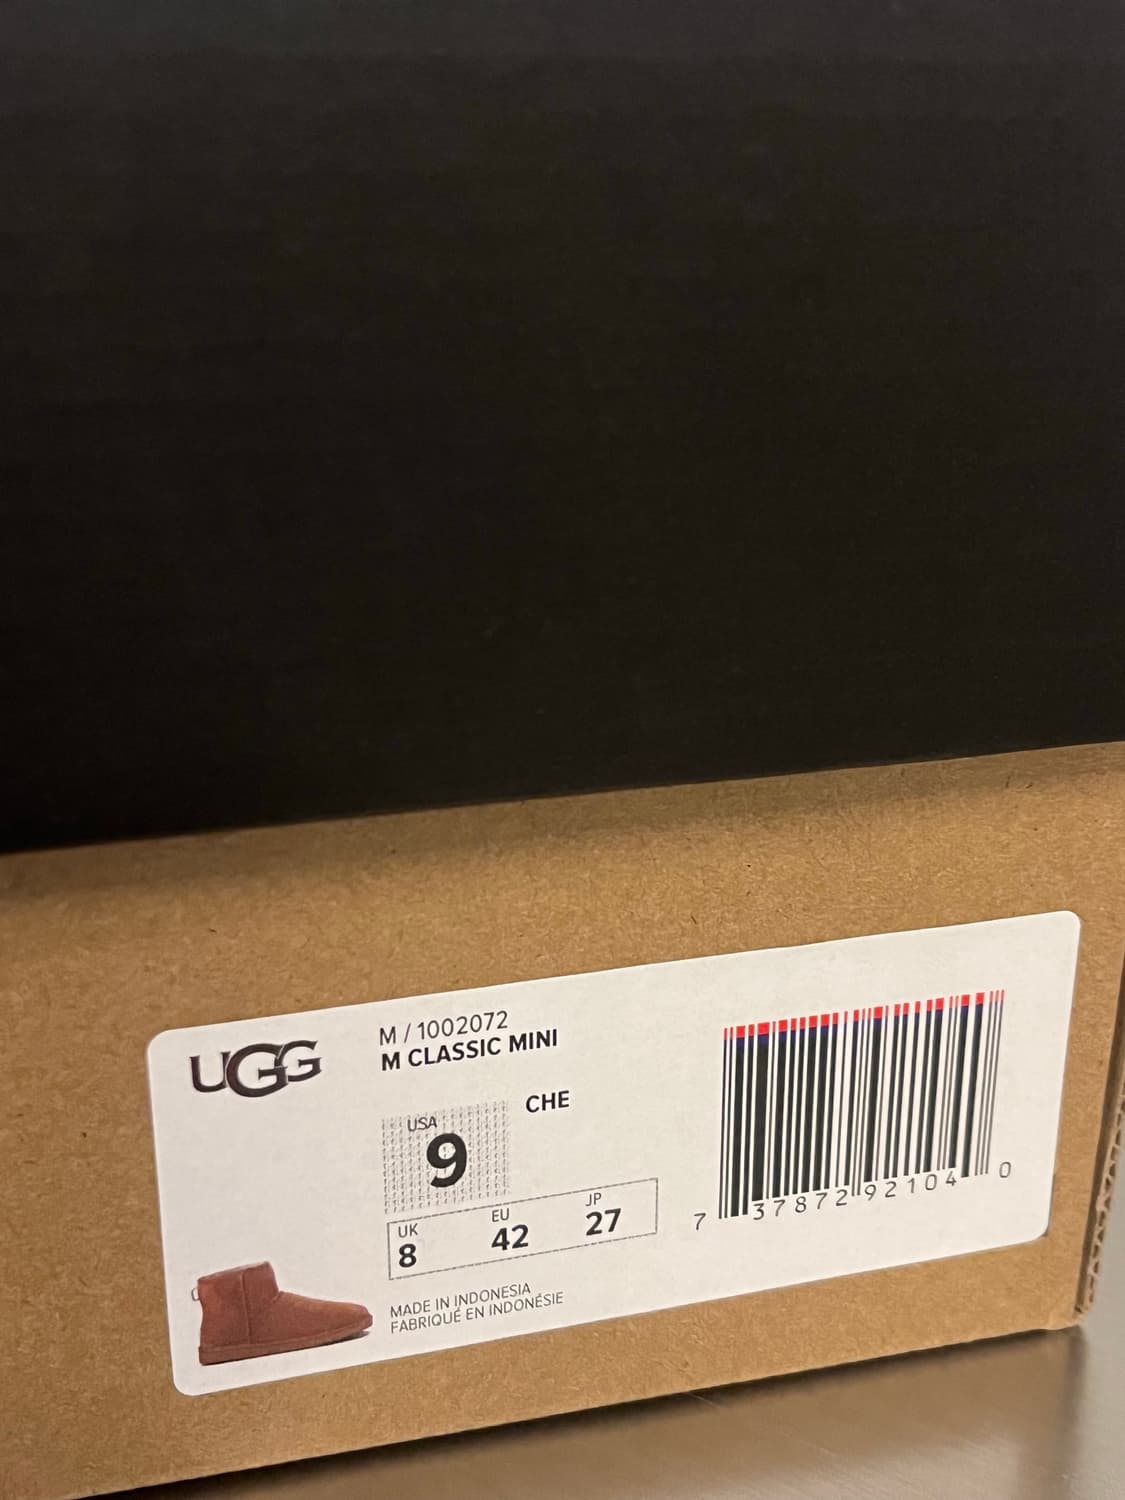 UGG
M / 1002072
M CLASSIC MINI
CHE
USA
9
UK
8
EU
42
JP
27
MADE IN INDONESIA
FABRIQUÉ EN INDONÉSIE
7 37872 92104 0